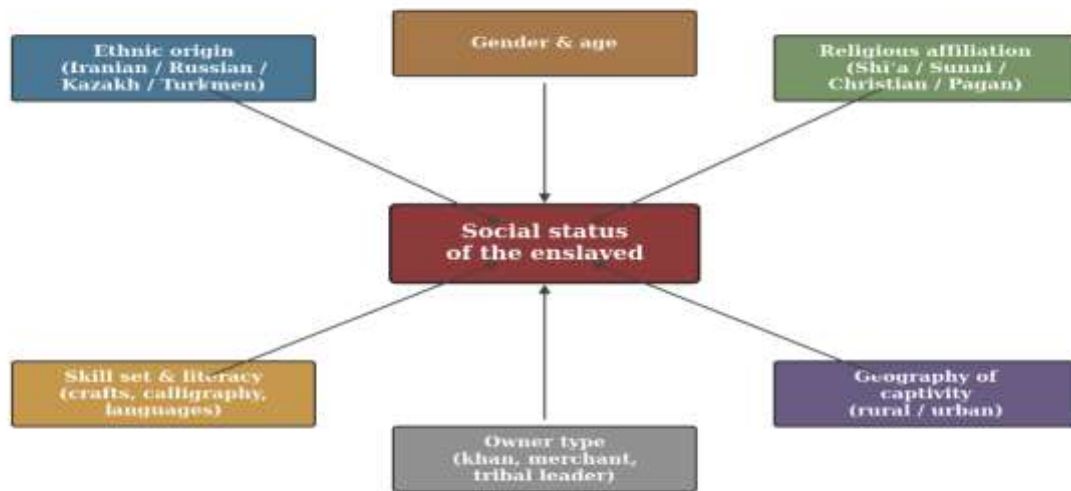 Ethnic origin
(Iranian / Russian /
Kazakh / Turkmen)
Gender & age
Religious affiliation
(Shīʿa / Sunni /
Christian / Pagan)
Social status
of the enslaved
Skill set & literacy
(crafts, calligraphy,
languages)
Owner type
(khan, merchant,
tribal leader)
Geography of
captivity
(rural / urban)